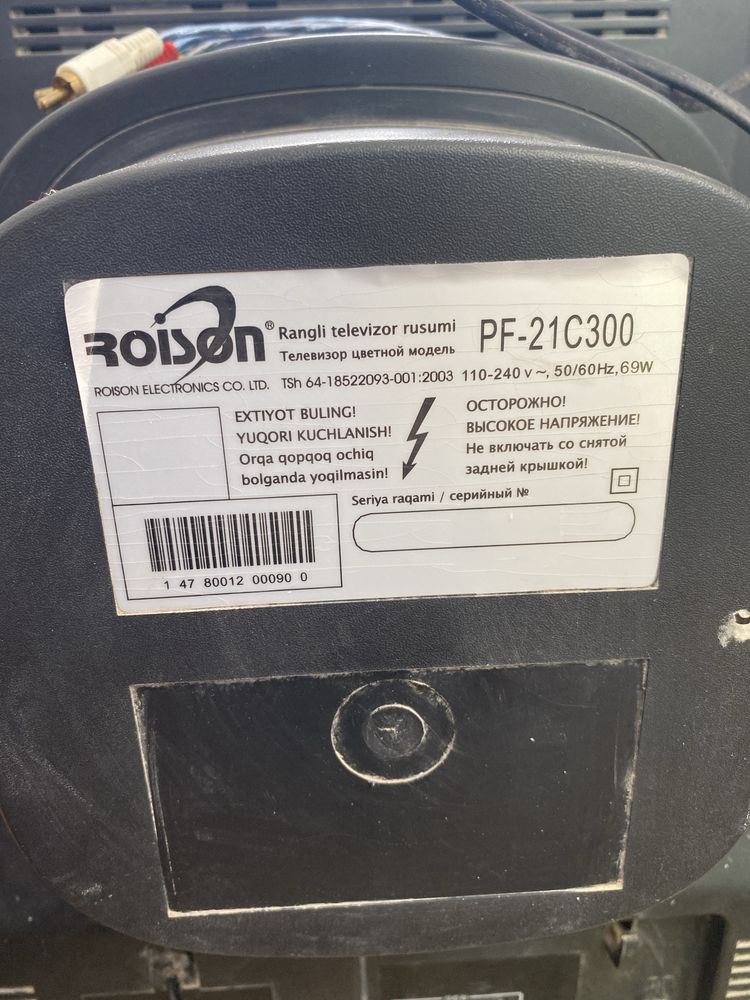 ROISON®
Rangli televizor rusumi
Телевизор цветной модель
PF-21C300
ROISON ELECTRONICS CO. LTD.
TSh 64-18522093-001:2003
110-240 v ~, 50/60Hz, 69W
EXTIYOT BULING!
YUQORI KUCHLANISH!
Orqa qopqoq ochiq
bolganda yoqilmasin!
ОСТОРОЖНО!
ВЫСОКОЕ НАПРЯЖЕНИЕ!
Не включать со снятой
задней крышкой!
Seriya raqami / серийный №
1 47 80012 00090 0